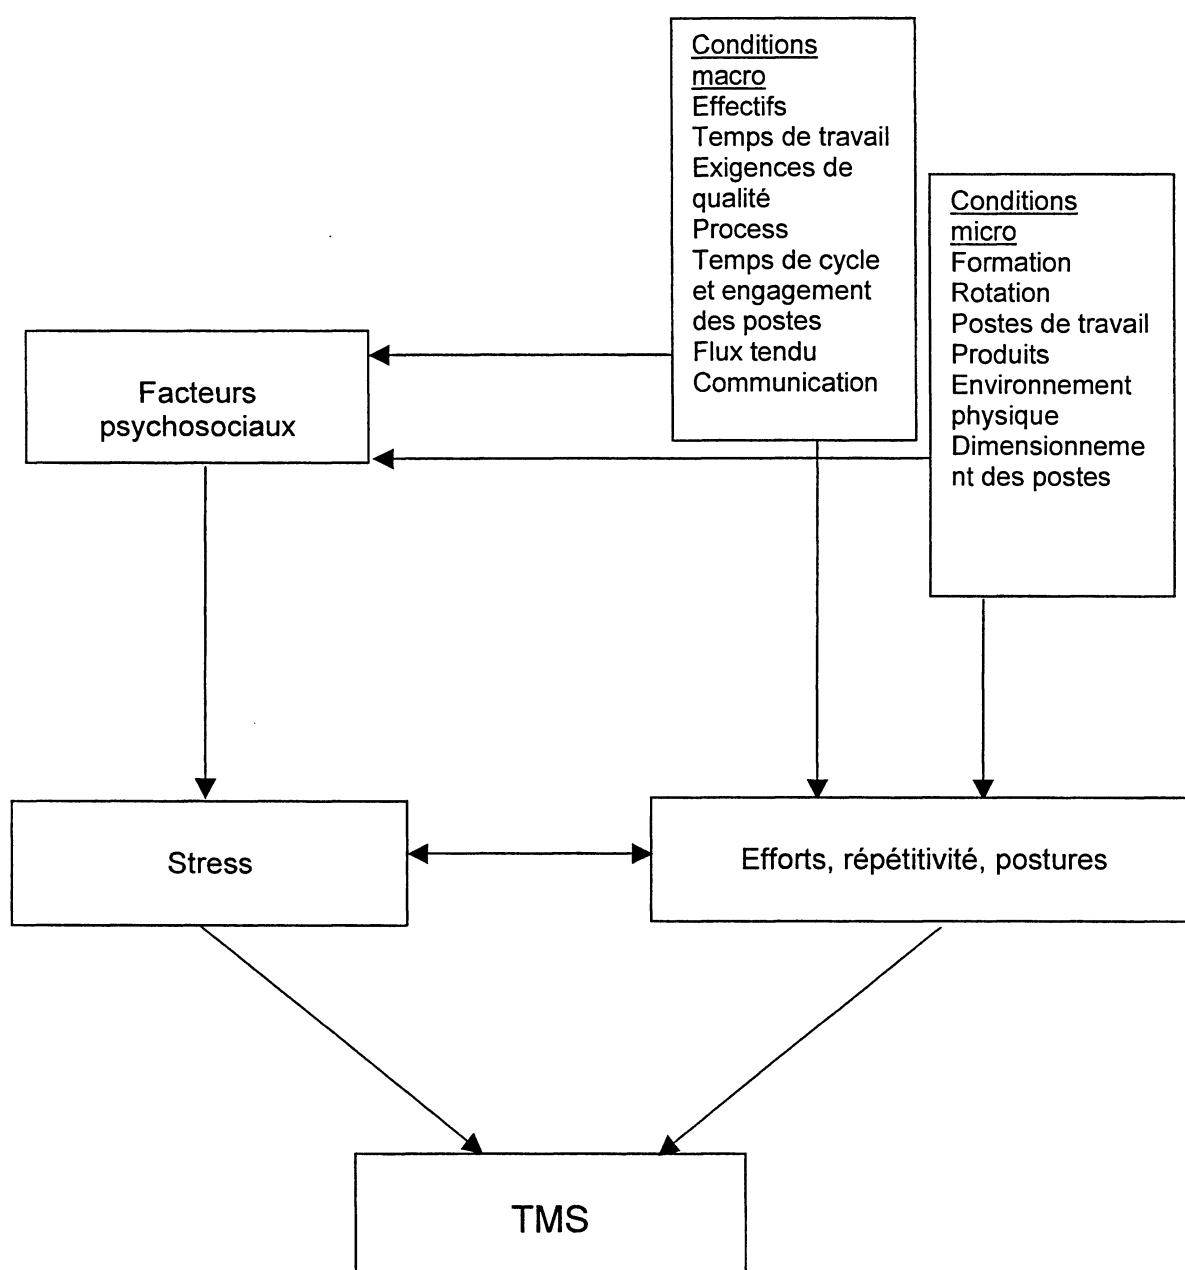 Conditions
macro
Effectifs
Temps de travail
Exigences de
qualité
Process
Temps de cycle
et engagement
des postes
Flux tendu
Communication
Conditions
micro
Formation
Rotation
Postes de travail
Produits
Environnement
physique
Dimensionneme
nt des postes
Facteurs
psychosociaux
Stress
Efforts, répétitivité, postures
TMS